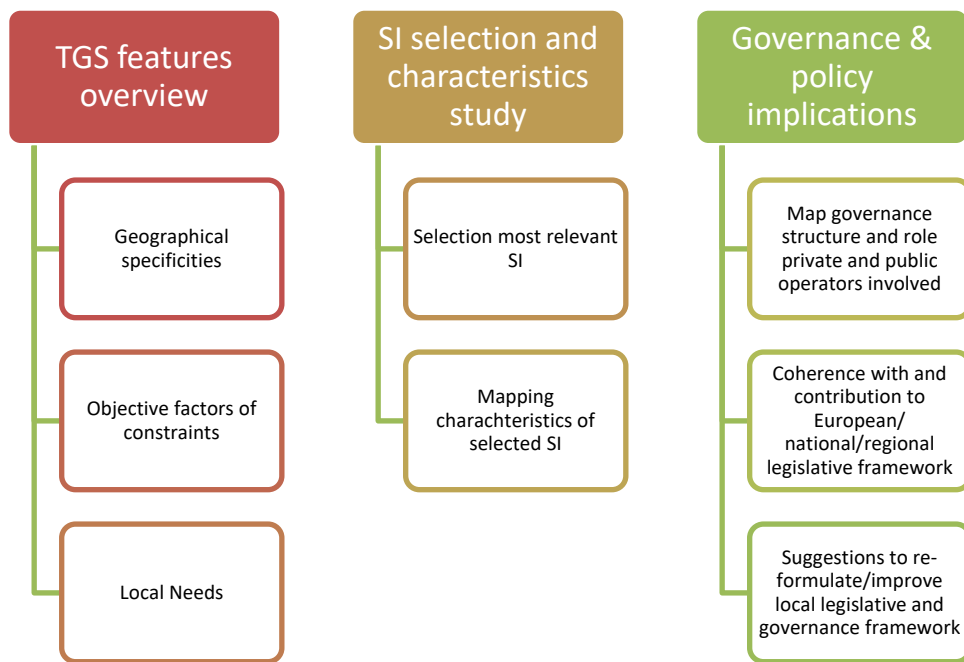 TGS features
overview
Geographical
specificities
Objective factors of
constraints
Local Needs
SI selection and
characteristics
study
Selection most relevant
SI
Mapping
charachteristics of
selected SI
Governance &
policy
implications
Map governance
structure and role
private and public
operators involved
Coherence with and
contribution to
European/
national/regional
legislative framework
Suggestions to re-
formulate/improve
local legislative and
governance framework